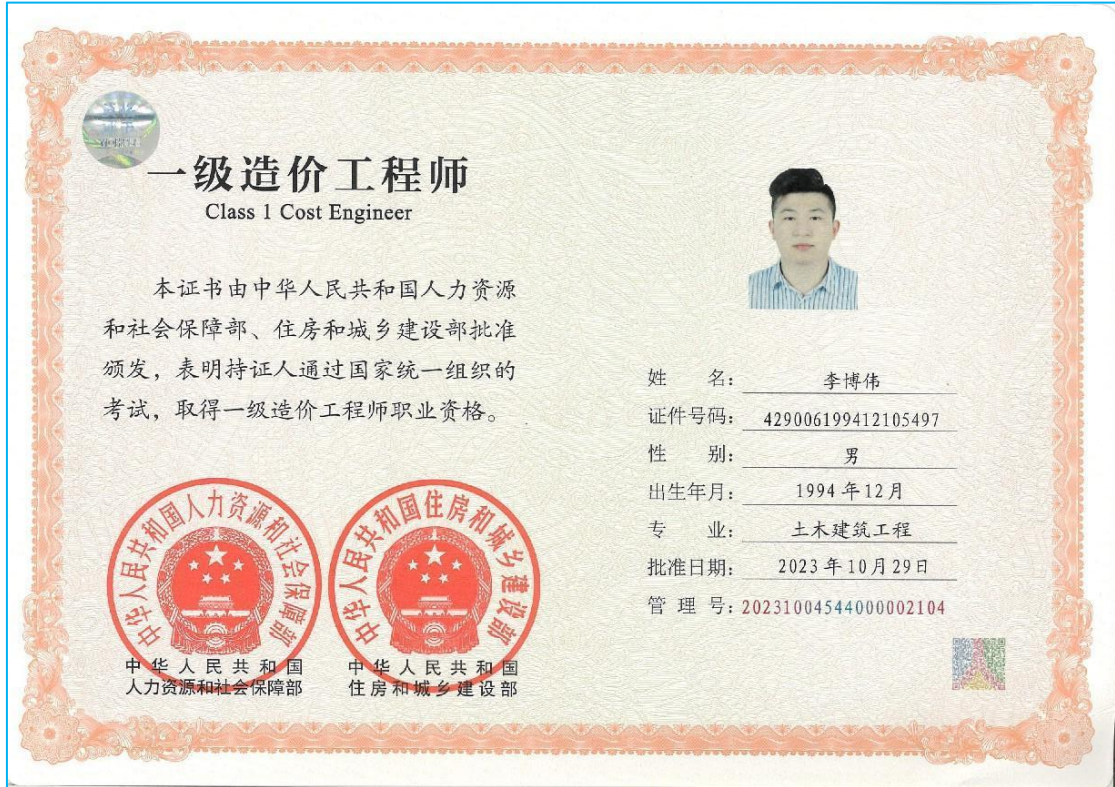 一级造价工程师
Class 1 Cost Engineer
本证书由中华人民共和国人力资源
和社会保障部、住房和城乡建设部批准
颁发，表明持证人通过国家统一组织的
考试，取得一级造价工程师职业资格。
中华人民共和国人力资源和社会保障部
中华人民共和国
人力资源和社会保障部
中华人民共和国住房和城乡建设部
中华人民共和国
住房和城乡建设部
姓 名： 李博伟
证件号码： 429006199412105497
性 别： 男
出生年月： 1994年12月
专 业： 土木建筑工程
批准日期： 2023年10月29日
管 理 号： 20231004544000002104